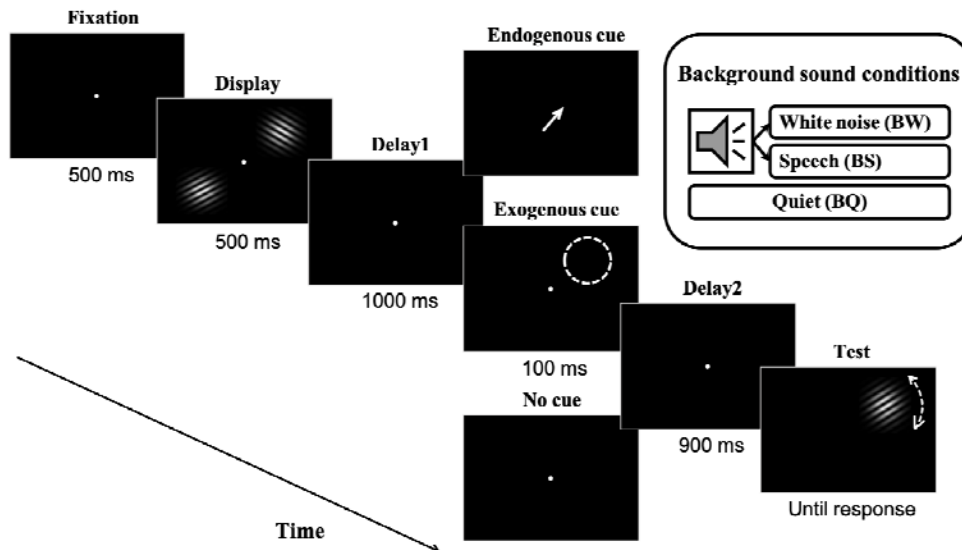 Fixation
500 ms
Display
500 ms
Delay1
1000 ms
Endogenous cue
Exogenous cue
100 ms
No cue
Delay2
900 ms
Test
Until response
Time
Background sound conditions
White noise (BW)
Speech (BS)
Quiet (BQ)